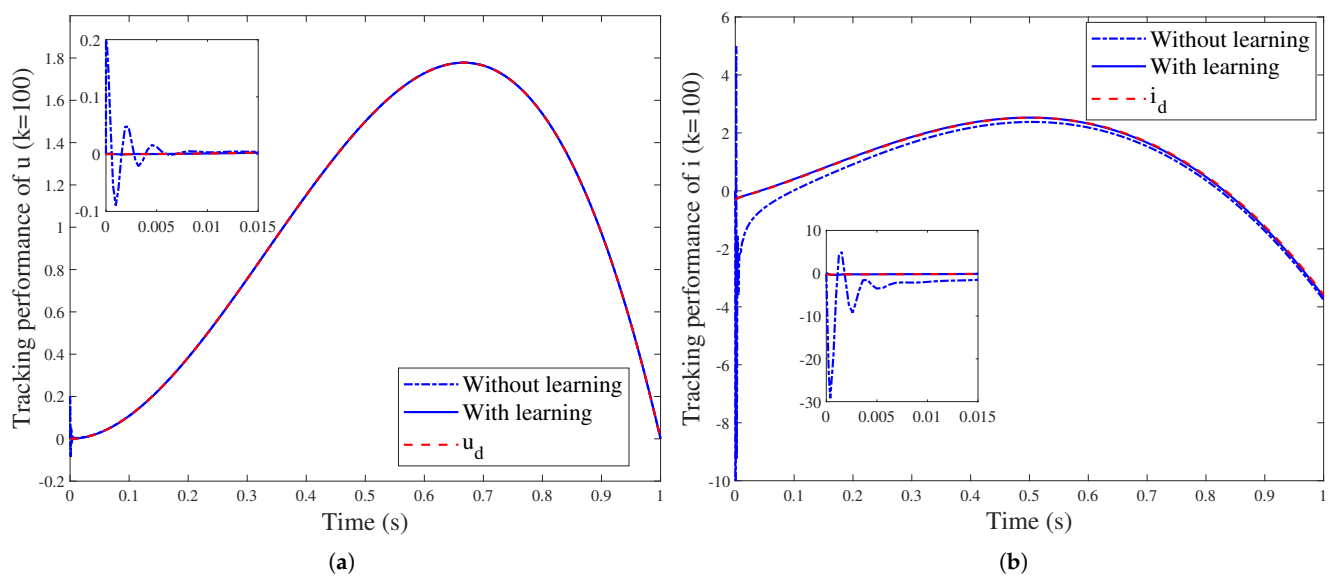 Tracking performance of u (k=100)
1.8
1.6
1.4
1.2
1
0.8
0.6
0.4
0.2
0
-0.2
0.2
0.1
0
-0.1
0
0.005
0.01
0.015
Without learning
With learning
u_d
0 0.1 0.2 0.3 0.4 0.5 0.6 0.7 0.8 0.9 1
Time (s)
(a)
Tracking performance of i (k=100)
6
4
2
0
-2
-4
-6
-8
-10
Without learning
With learning
i_d
10
0
-10
-20
-30
0 0.005 0.01 0.015
0 0.1 0.2 0.3 0.4 0.5 0.6 0.7 0.8 0.9 1
Time (s)
(b)